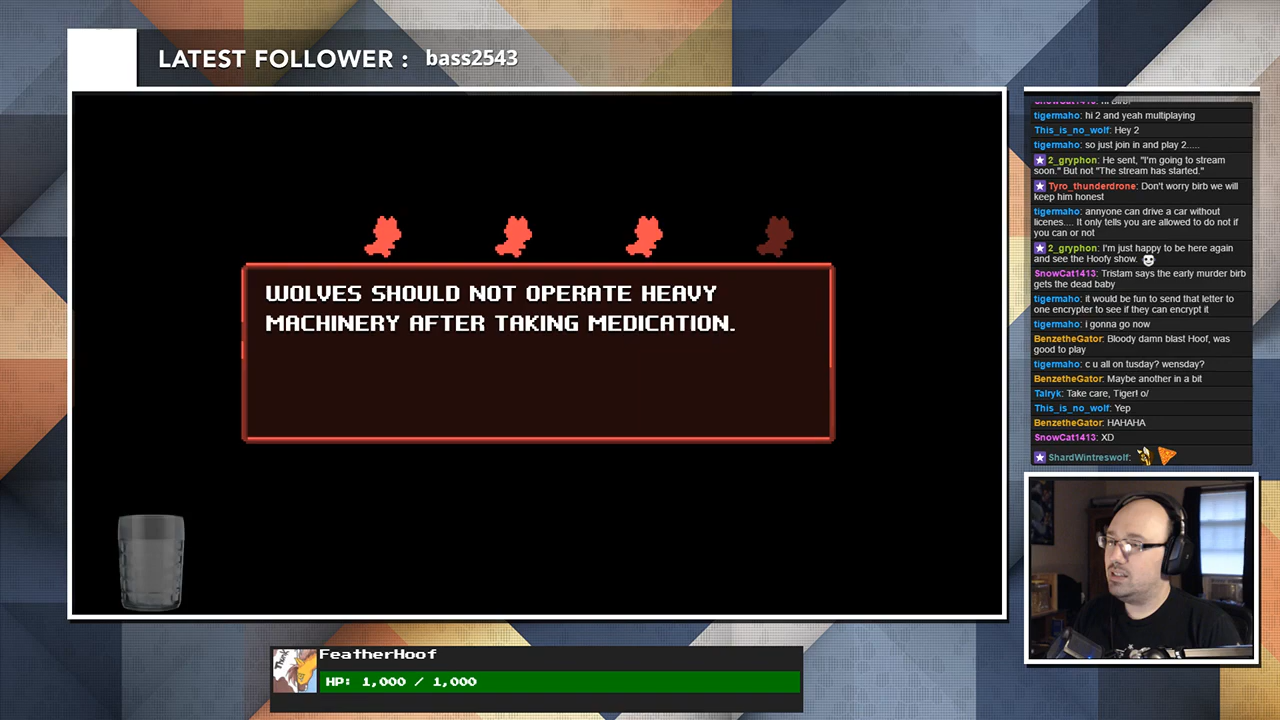 LATEST FOLLOWER : bass2543
WOLVES SHOULD NOT OPERATE HEAVY
MACHINERY AFTER TAKING MEDICATION.
tigermaho: hi 2 and yeah multiplaying
This_is_no_wolf: Hey 2
tigermaho: so just join in and play 2.....
2_gryphon: He sent, "I'm going to stream
soon." But not "The stream has started."
Tyro_thunderdrone: Don't worry birb we will
keep him honest
tigermaho: annyone can drive a car without
licenes.... It only tells you are allowed to do not if
you can or not
2_gryphon: I'm just happy to be here again
and see the Hoofy show.
SnowCat1413: Tristam says the early murder birb
gets the dead baby
tigermaho: it would be fun to send that letter to
one encrypter to see if they can encrypt it
tigermaho: i gonna go now
BenzetheGator: Bloody damn blast Hoof, was
good to play
tigermaho: c u all on tusday? wensday?
BenzetheGator: Maybe another in a bit
Talryk: Take care, Tiger! o/
This_is_no_wolf: Yep
BenzetheGator: HAHAHA
SnowCat1413: XD
ShardWintreswolf:
FeatherHoof
HP: 1,000 / 1,000